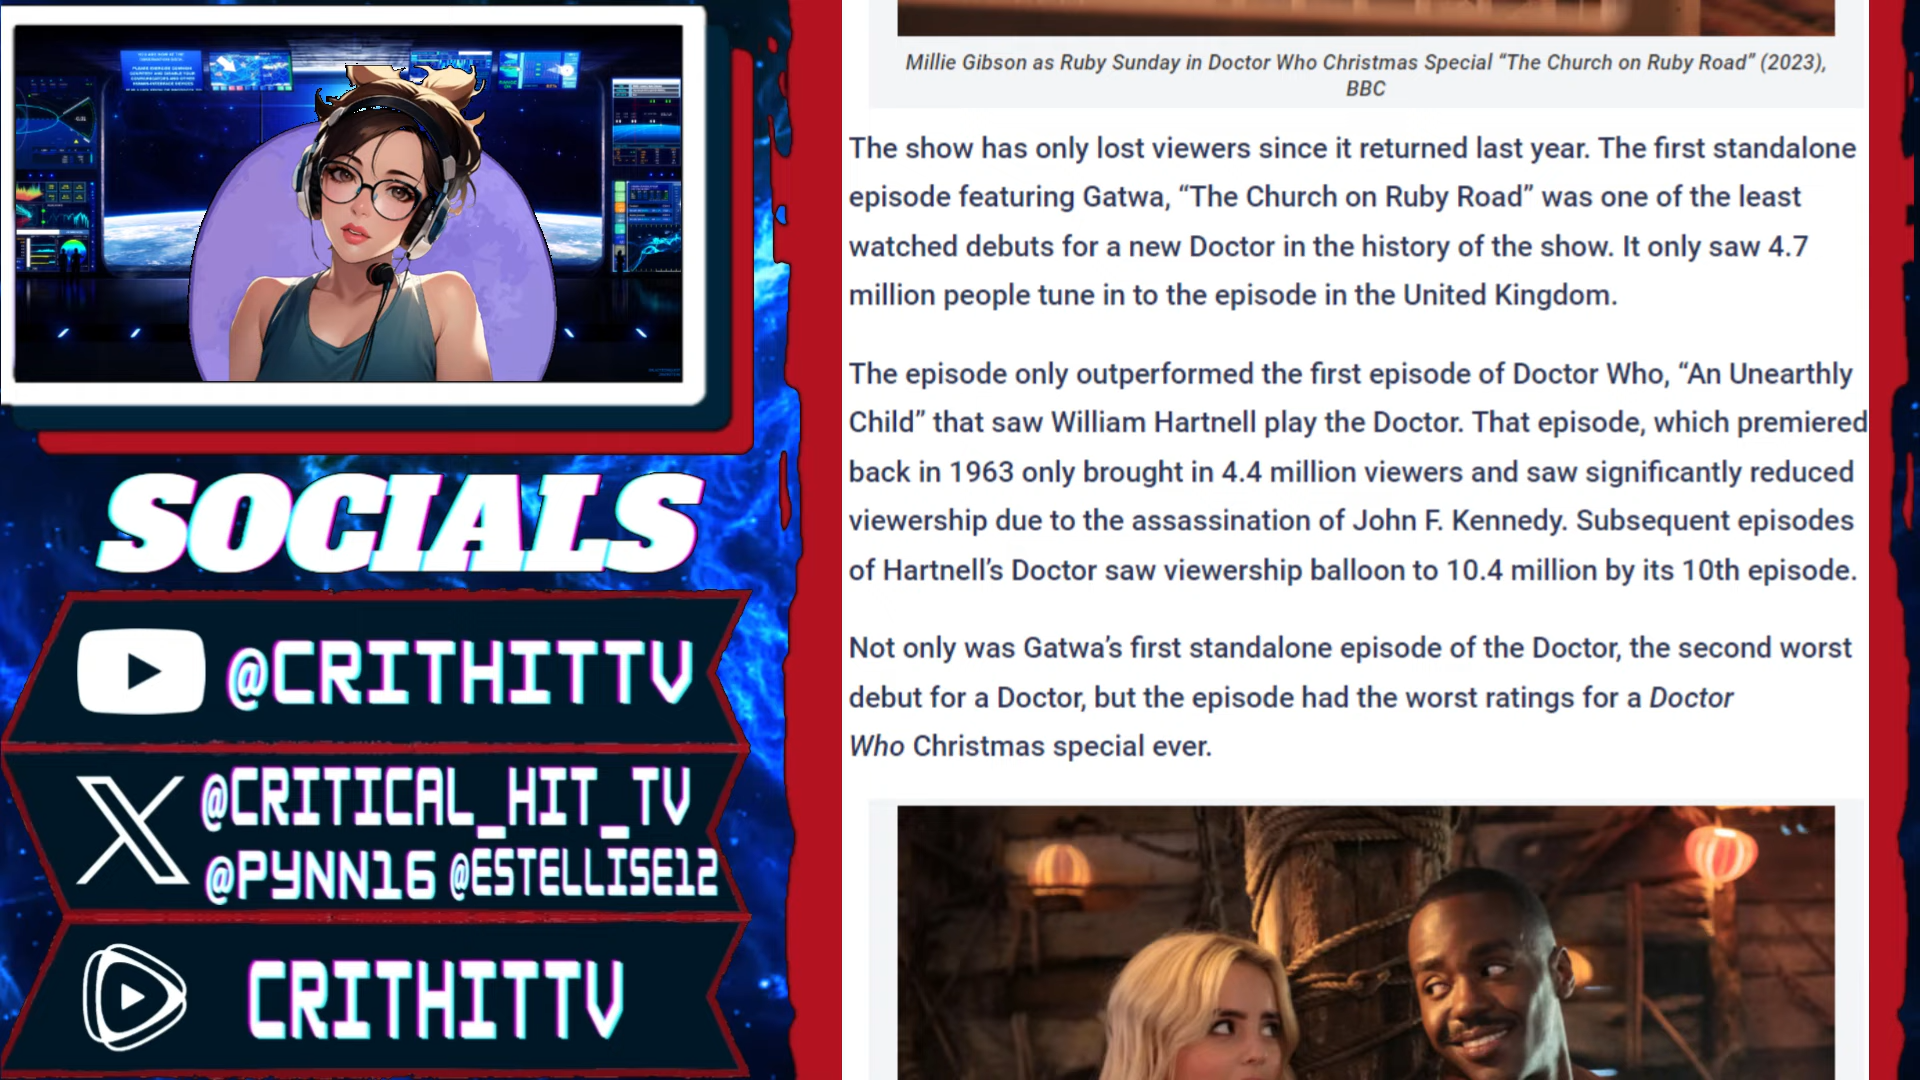 SOCIALS
@CRITHITTV
@CRITICAL_HIT_TV
@PYNN16 @ESTELLISE12
CRITHITTV
Millie Gibson as Ruby Sunday in Doctor Who Christmas Special “The Church on Ruby Road” (2023),
BBC
The show has only lost viewers since it returned last year. The first standalone
episode featuring Gatwa, “The Church on Ruby Road” was one of the least
watched debuts for a new Doctor in the history of the show. It only saw 4.7
million people tune in to the episode in the United Kingdom.
The episode only outperformed the first episode of Doctor Who, “An Unearthly
Child” that saw William Hartnell play the Doctor. That episode, which premiered
back in 1963 only brought in 4.4 million viewers and saw significantly reduced
viewership due to the assassination of John F. Kennedy. Subsequent episodes
of Hartnell’s Doctor saw viewership balloon to 10.4 million by its 10th episode.
Not only was Gatwa’s first standalone episode of the Doctor, the second worst
debut for a Doctor, but the episode had the worst ratings for a Doctor
Who Christmas special ever.